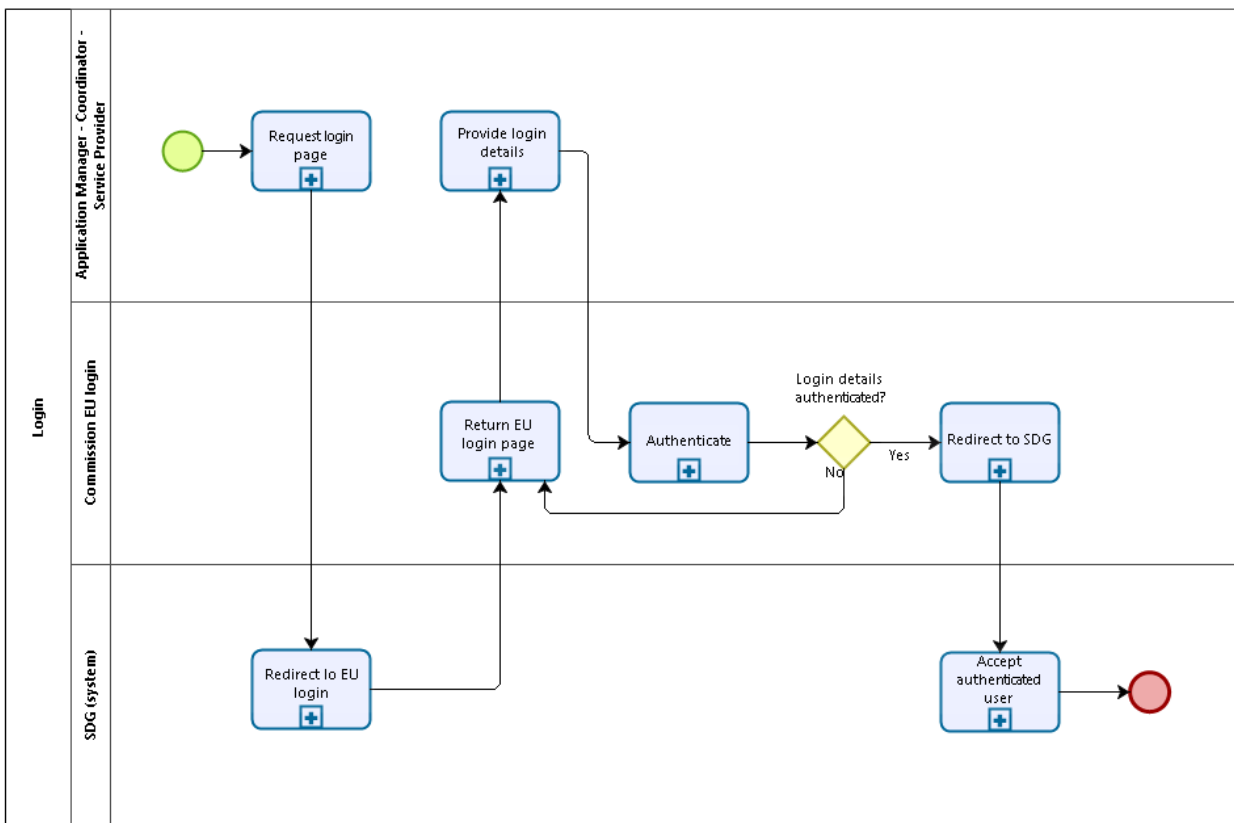 Login
Application Manager - Coordinator -
Service Provider
Request login
page
Provide login
details
Commission EU login
Return EU
login page
Authenticate
Login details
authenticated?
No
Yes
Redirect to SDG
SDG (system)
Redirect lo EU
login
Accept
authenticated
user